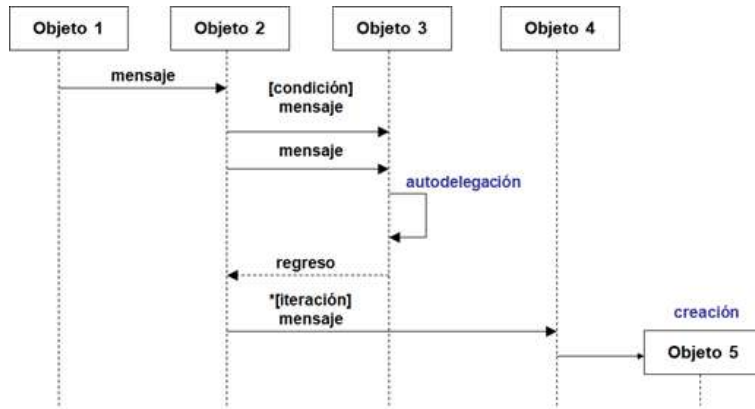 Objeto 1
Objeto 2
Objeto 3
Objeto 4
mensaje
[condición]
mensaje
mensaje
autodelegación
regreso
*[iteración]
mensaje
creación
Objeto 5